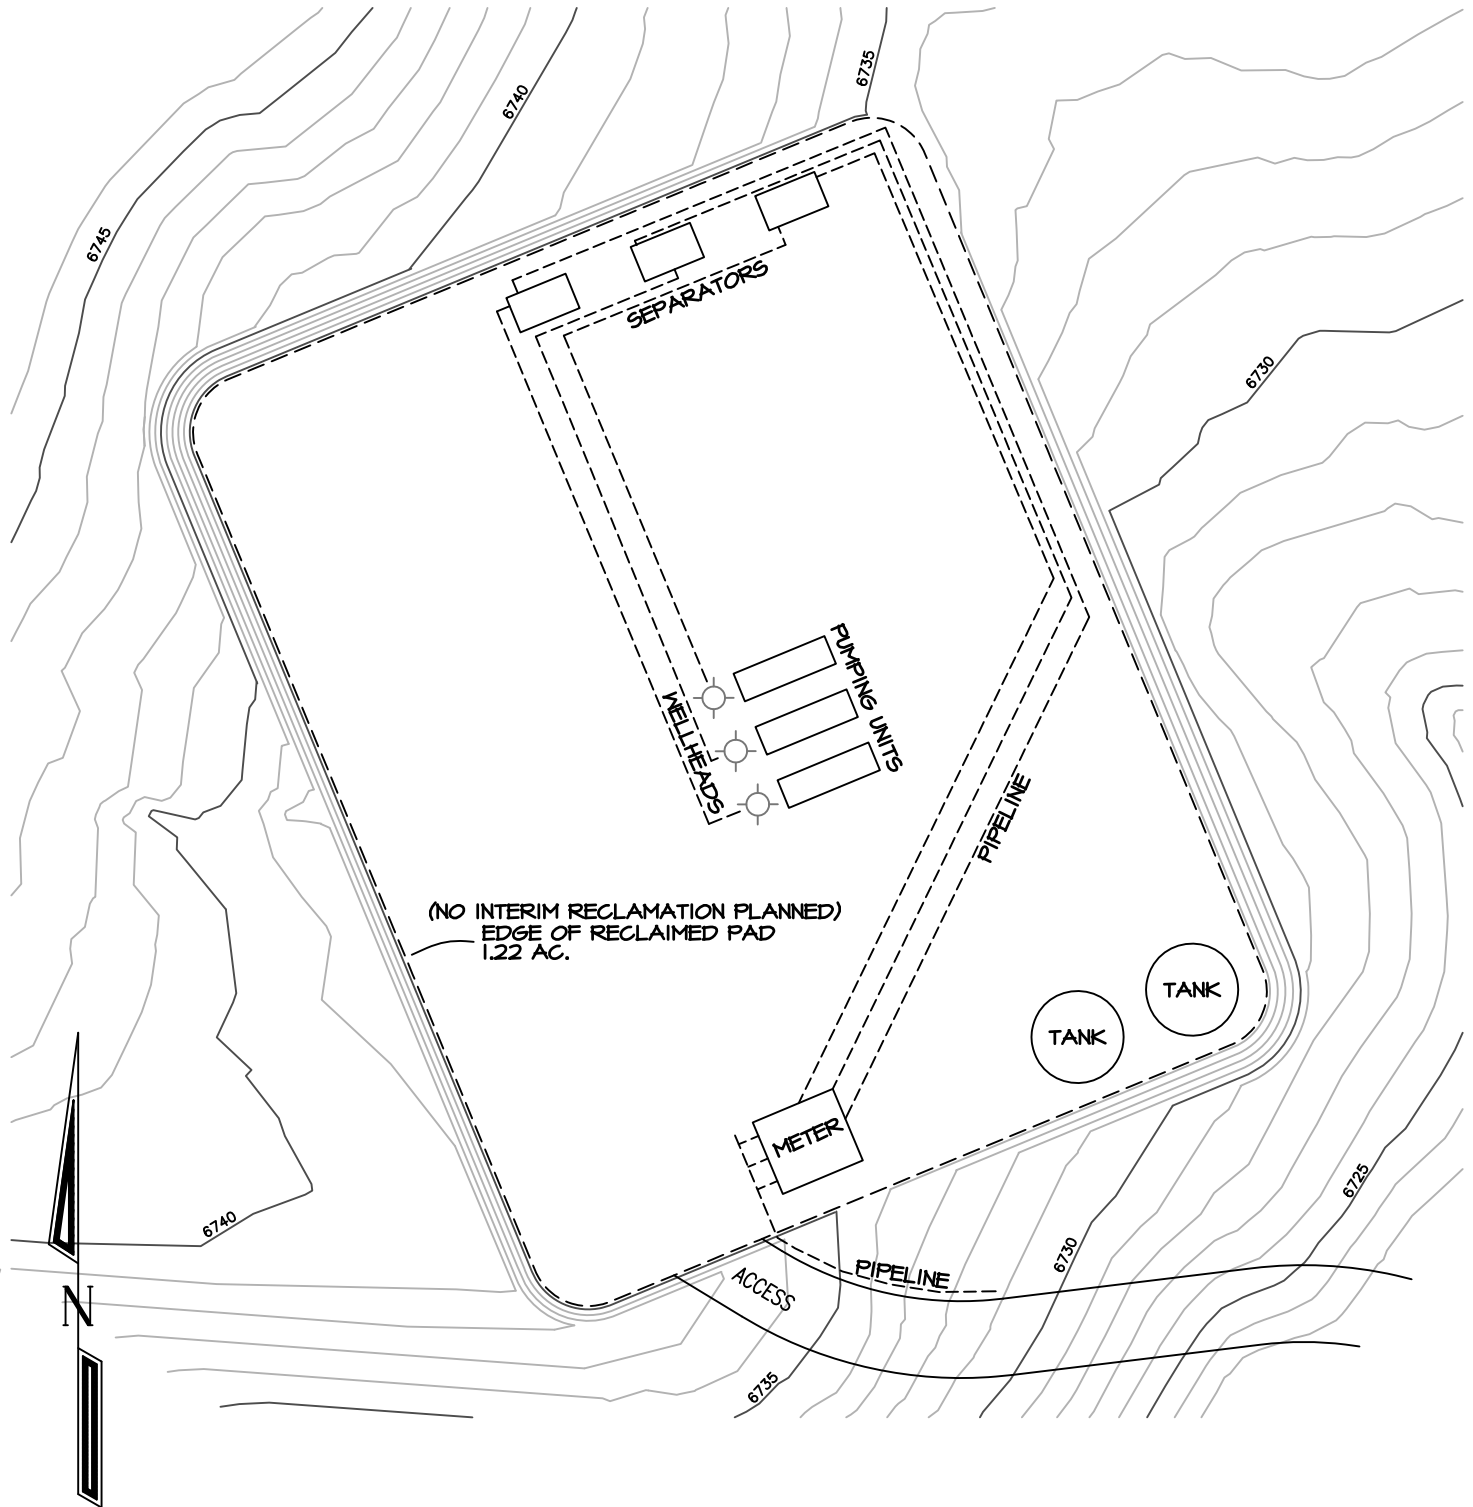 6735
6740
6745
SEPARATORS
6730
PUMPING UNITS
WELLHEADS
PIPELINE
(NO INTERIM RECLAMATION PLANNED)
EDGE OF RECLAIMED PAD
1.22 AC.
TANK
TANK
METER
6725
6740
6730
PIPELINE
ACCESS
N
6735